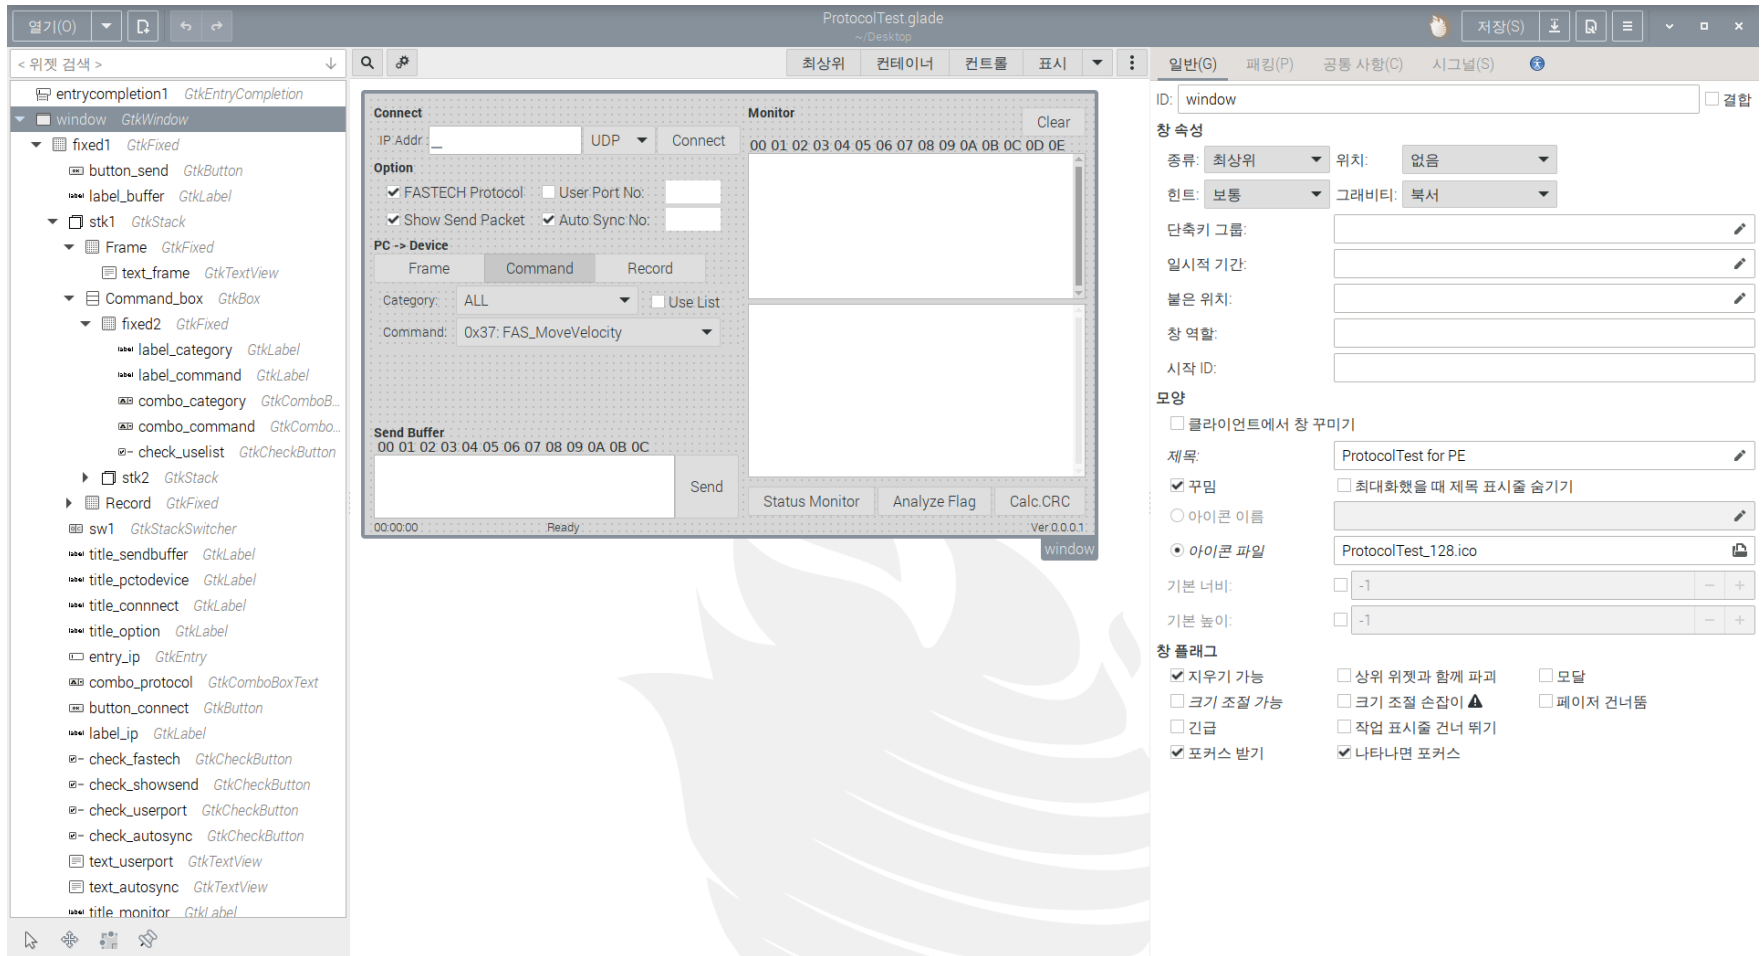 열기(O)
ProtocolTest.glade
~/Desktop
저장(S)
< 위젯 검색 >
최상위
컨테이너
컨트롤
표시
일반(G)
패킹(P)
공통 사항(C)
시그널(S)
entrycompletion1 GtkEntryCompletion
window GtkWindow
fixed1 GtkFixed
button_send GtkButton
label_buffer GtkLabel
stk1 GtkStack
Frame GtkFixed
text_frame GtkTextView
Command_box GtkBox
fixed2 GtkFixed
label_category GtkLabel
label_command GtkLabel
combo_category GtkComboB...
combo_command GtkCombo...
check_uselist GtkCheckButton
stk2 GtkStack
Record GtkFixed
sw1 GtkStackSwitcher
title_sendbuffer GtkLabel
title_pctodevice GtkLabel
title_connnect GtkLabel
title_option GtkLabel
entry_ip GtkEntry
combo_protocol GtkComboBoxText
button_connect GtkButton
label_ip GtkLabel
check_fastech GtkCheckButton
check_showsend GtkCheckButton
check_userport GtkCheckButton
check_autosync GtkCheckButton
text_userport GtkTextView
text_autosync GtkTextView
title_monitor GtkLabel
Connect
IP Addr.:
UDP
Connect
Option
FASTECH Protocol
User Port No:
Show Send Packet
Auto Sync No:
PC -> Device
Frame
Command
Record
Category:
ALL
Use List
Command:
0x37: FAS_MoveVelocity
Send Buffer
00 01 02 03 04 05 06 07 08 09 0A 0B 0C
Send
00:00:00
Ready
Monitor
Clear
00 01 02 03 04 05 06 07 08 09 0A 0B 0C 0D 0E
Status Monitor
Analyze Flag
Calc.CRC
Ver 0.0.0.1
window
ID:
window
결합
창 속성
종류:
최상위
위치:
없음
힌트:
보통
그래비티:
북서
단축키 그룹:
일시적 기간:
붙은 위치:
창 역할:
시작 ID:
모양
클라이언트에서 창 꾸미기
제목:
ProtocolTest for PE
꾸밈
최대화했을 때 제목 표시줄 숨기기
아이콘 이름
아이콘 파일
ProtocolTest_128.ico
기본 너비:
-1
기본 높이:
-1
창 플래그
지우기 가능
상위 위젯과 함께 파괴
모달
크기 조절 가능
크기 조절 손잡이
페이저 건너뜀
긴급
작업 표시줄 건너 뛰기
포커스 받기
나타나면 포커스